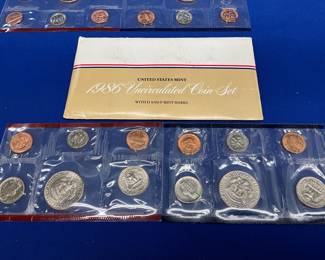 UNITED STATES MINT
1986 Uncirculated Coin Set
WITH D AND P MINT MARKS